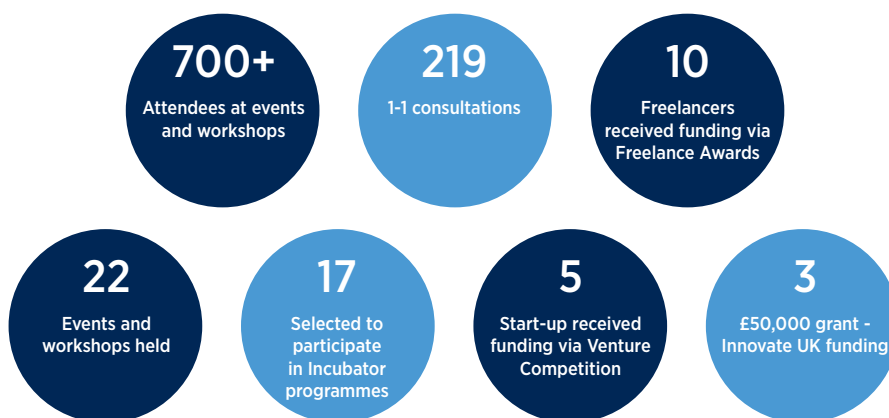 700+
Attendees at events
and workshops
219
1-1 consultations
10
Freelancers
received funding via
Freelance Awards
22
Events and
workshops held
17
Selected to
participate
in Incubator
programmes
5
Start-up received
funding via Venture
Competition
3
£50,000 grant -
Innovate UK funding